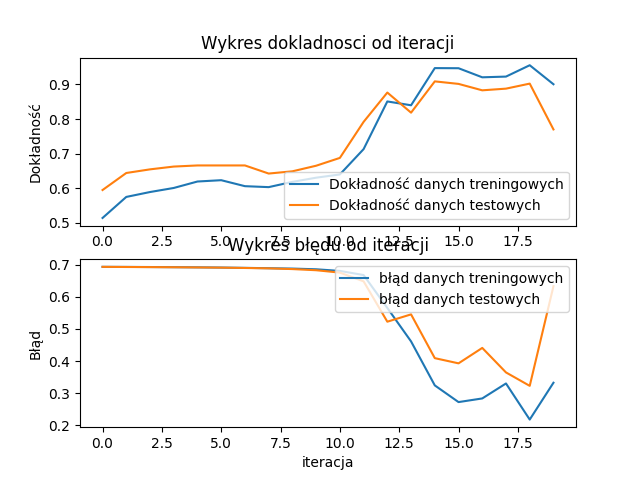 Wykres dokladnosci od iteracji
Dokładność
0.9
0.8
0.7
0.6
0.5
Dokładność danych treningowych
Dokładność danych testowych
0.0 2.5 5.0 7.5 10.0 12.5 15.0 17.5
Wykres błędu od iteracji
Błąd
0.7
0.6
0.5
0.4
0.3
0.2
błąd danych treningowych
błąd danych testowych
0.0 2.5 5.0 7.5 10.0 12.5 15.0 17.5
iteracja